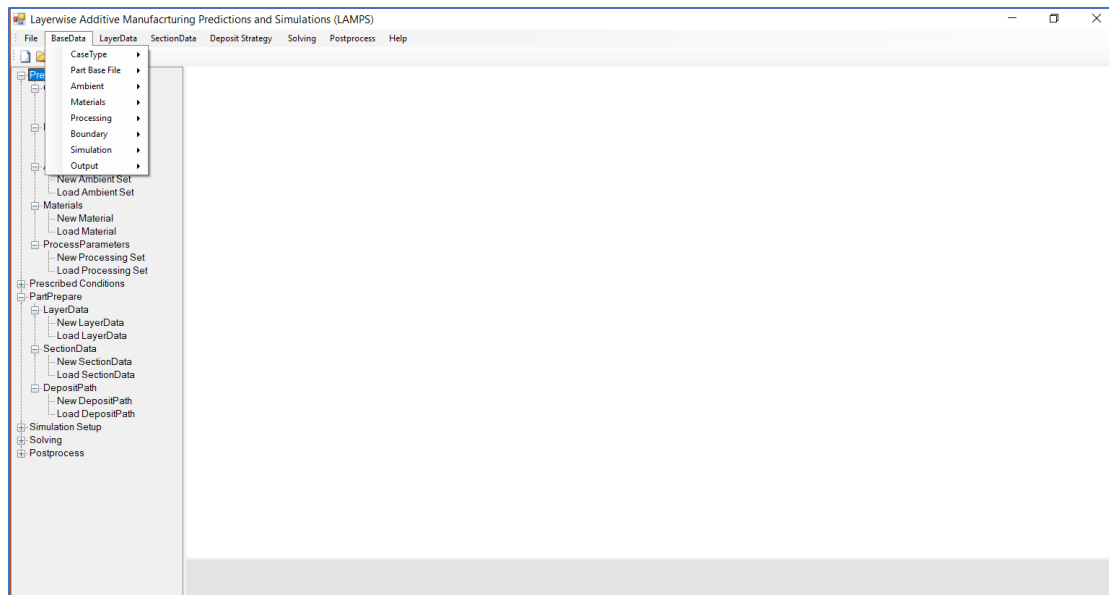 Layerwise Additive Manufacrturing Predictions and Simulations (LAMPS)
File BaseData LayerData SectionData Deposit Strategy Solving Postprocess Help
CaseType
Part Base File
Ambient
Materials
Processing
Boundary
Simulation
Output
Pre
New Ambient Set
Load Ambient Set
Materials
New Material
Load Material
ProcessParameters
New Processing Set
Load Processing Set
Prescribed Conditions
PartPrepare
LayerData
New LayerData
Load LayerData
SectionData
New SectionData
Load SectionData
DepositPath
New DepositPath
Load DepositPath
Simulation Setup
Solving
Postprocess